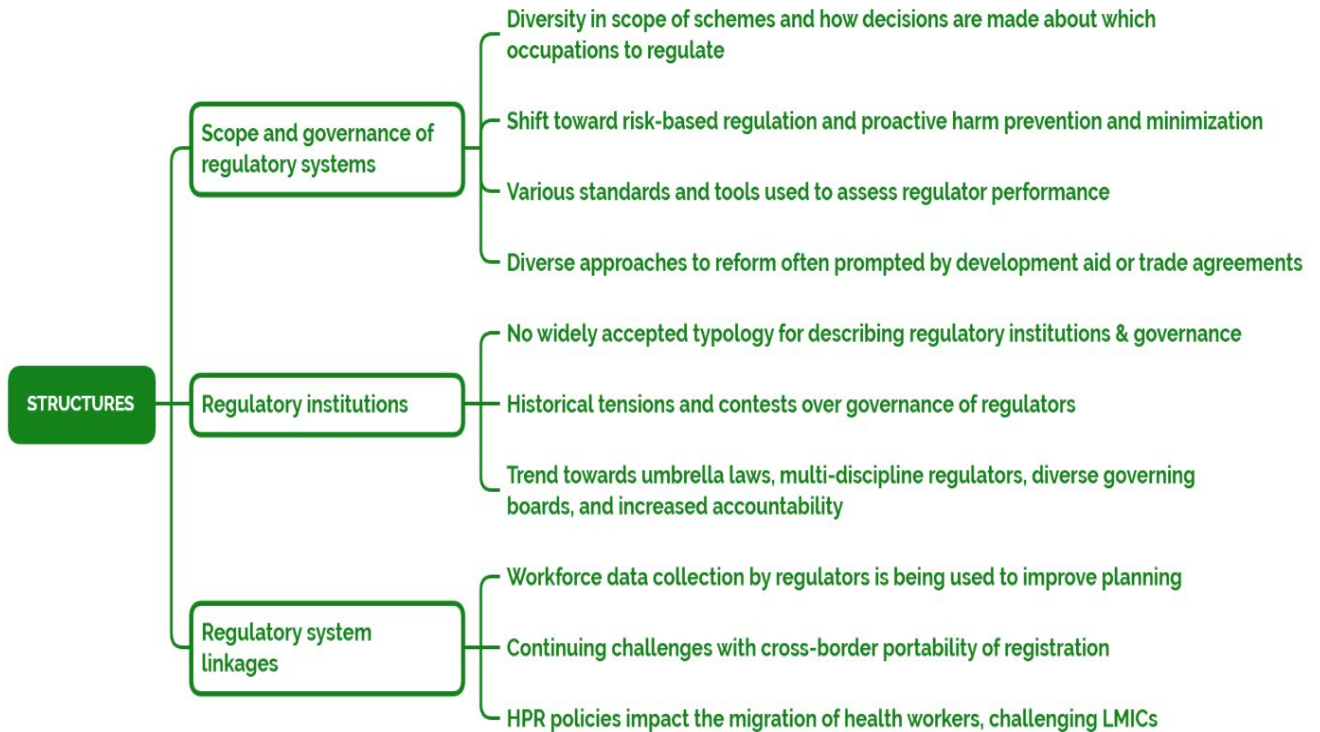 STRUCTURES
Scope and governance of
regulatory systems
Diversity in scope of schemes and how decisions are made about which
occupations to regulate
Shift toward risk-based regulation and proactive harm prevention and minimization
Various standards and tools used to assess regulator performance
Diverse approaches to reform often prompted by development aid or trade agreements
Regulatory institutions
No widely accepted typology for describing regulatory institutions & governance
Historical tensions and contests over governance of regulators
Trend towards umbrella laws, multi-discipline regulators, diverse governing
boards, and increased accountability
Regulatory system
linkages
Workforce data collection by regulators is being used to improve planning
Continuing challenges with cross-border portability of registration
HPR policies impact the migration of health workers, challenging LMICs